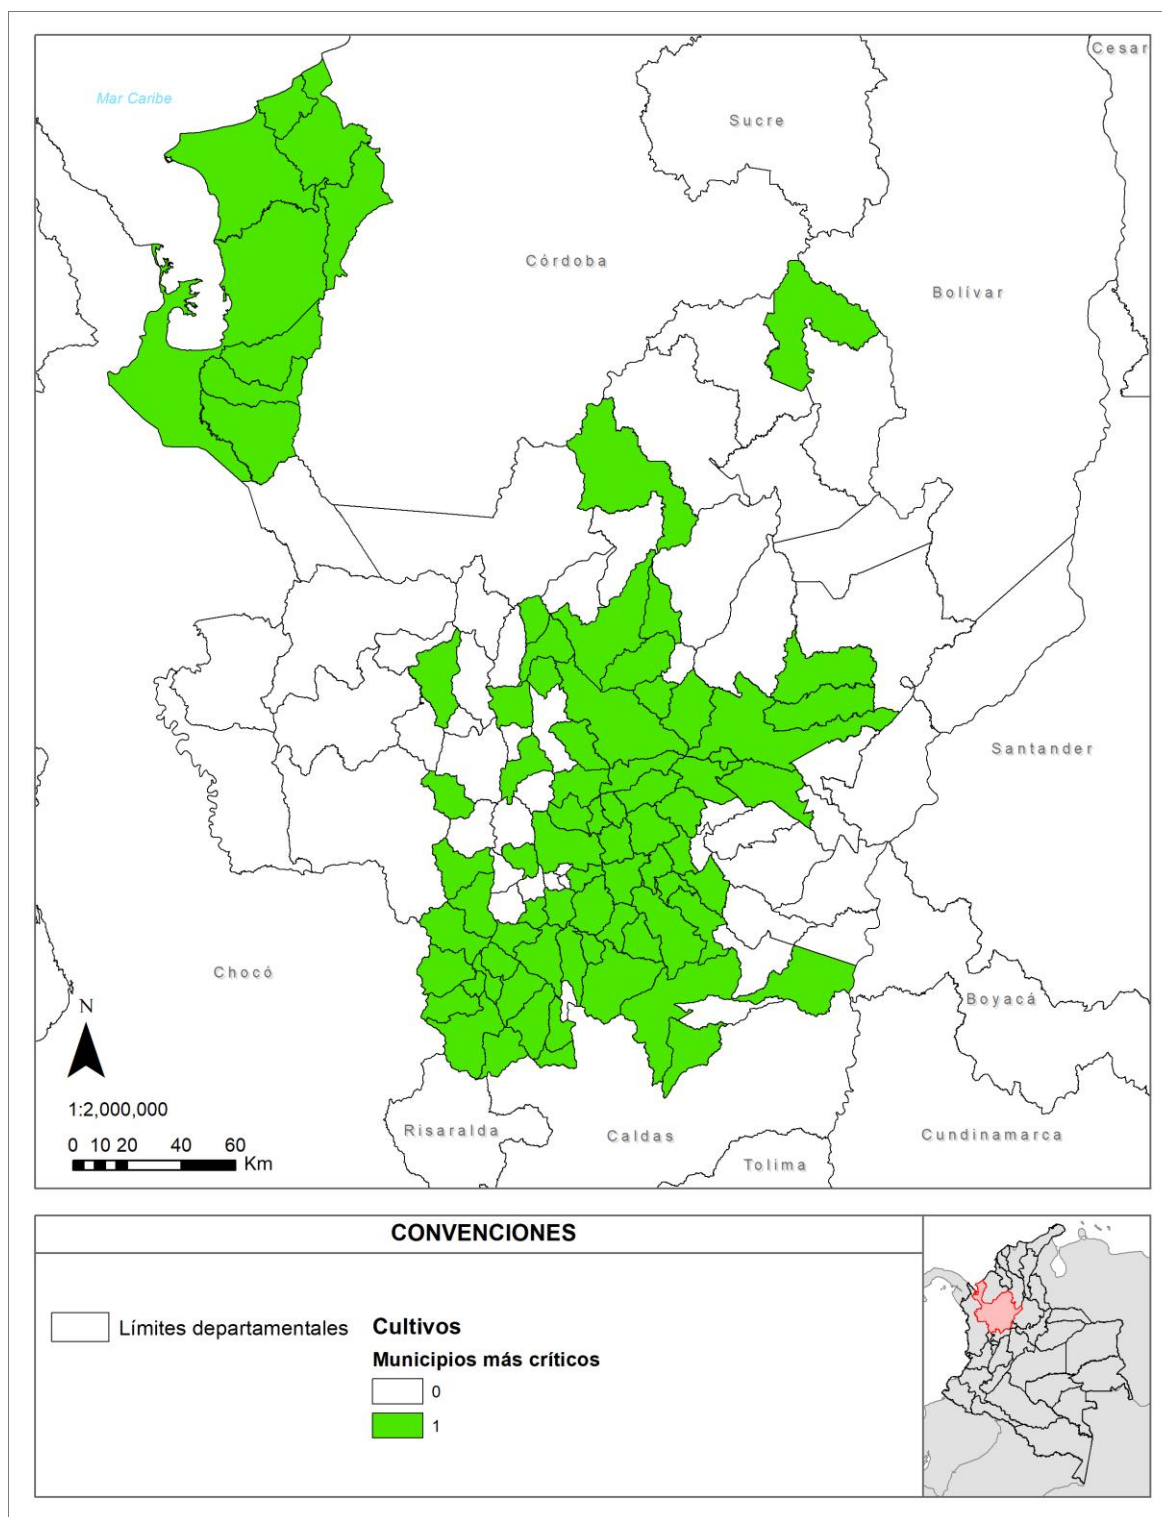 Cesar
Mar Caribe
Sucre
Córdoba
Bolívar
Santander
Chocó
N
Boyacá
1:2,000,000
Risaralda
Caldas
Cundinamarca
0 10 20 40 60
Km
Tolima
CONVENCIONES
Límites departamentales
Cultivos
Municipios más críticos
0
1